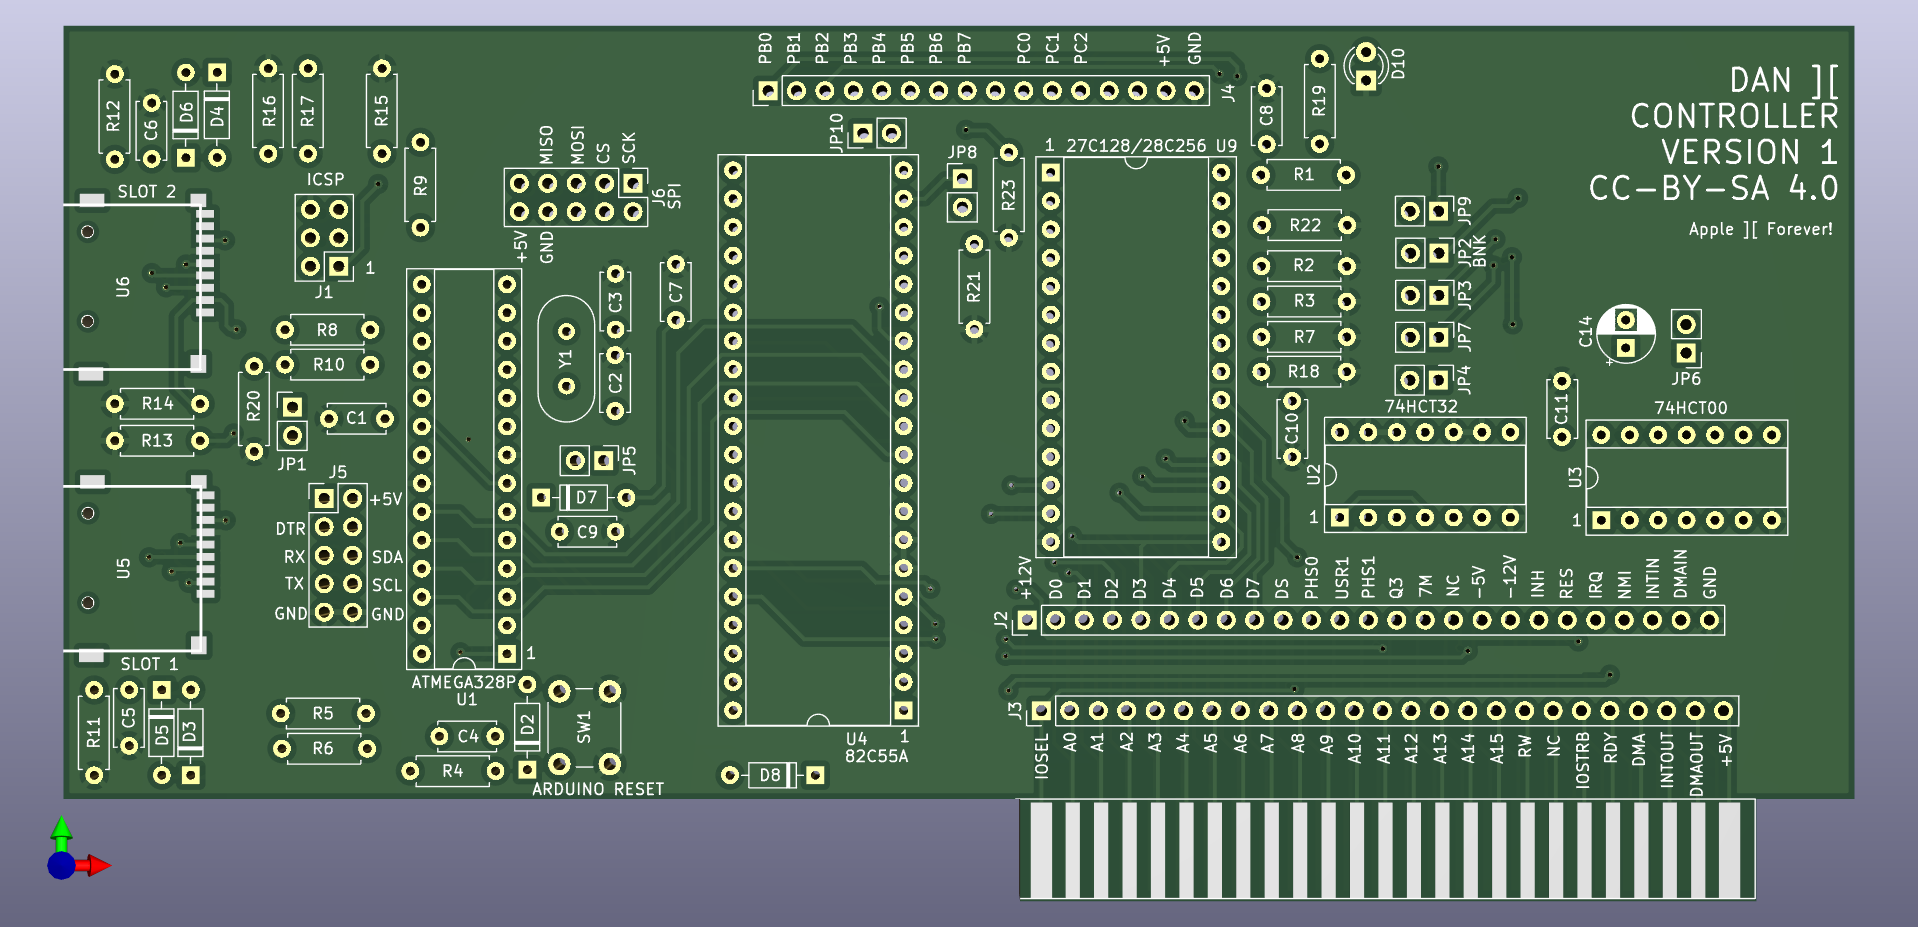 DAN ][
CONTROLLER
VERSION 1
CC-BY-SA 4.0
Apple ][ Forever!
PB0 PB1 PB2 PB3 PB4 PB5 PB6 PB7 PC0 PC1 PC2 +5V GND
J4
D10
R12
C6
D6
D4
R16
R17
R15
R9
C8
R19
JP10
MISO MOSI CS SCK
J6
SPI
+5V GND
JP8
R23
1 27C128/28C256 U9
R1
SLOT 2
ICSP
1
J1
U6
R22
JP9
R2
JP2
BNK
R3
JP3
R7
JP7
R18
JP4
R21
C7
C3
Y1
C2
R8
R10
R14
R13
R20
C1
JP1
C14
+
JP6
C11
C10
74HCT32
U2
1
74HCT00
U3
1
JP5
D7
C9
J5
+5V
DTR
RX SDA
TX SCL
GND GND
U5
SLOT 1
1
ATMEGA328P
U1
+12V D0 D1 D2 D3 D4 D5 D6 D7 DS PHS0 USR1 PHS1 Q3 7M NC -5V -12V INH RES IRQ NMI INTIN DMAIN GND
J2
R11
C5
D5
D3
R5
R6
C4
R4
D2
SW1
ARDUINO RESET
D8
1
U4
82C55A
J3
IOSEL A0 A1 A2 A3 A4 A5 A6 A7 A8 A9 A10 A11 A12 A13 A14 A15 RW NC IOSTRB RDY DMA INTOUT DMAOUT +5V